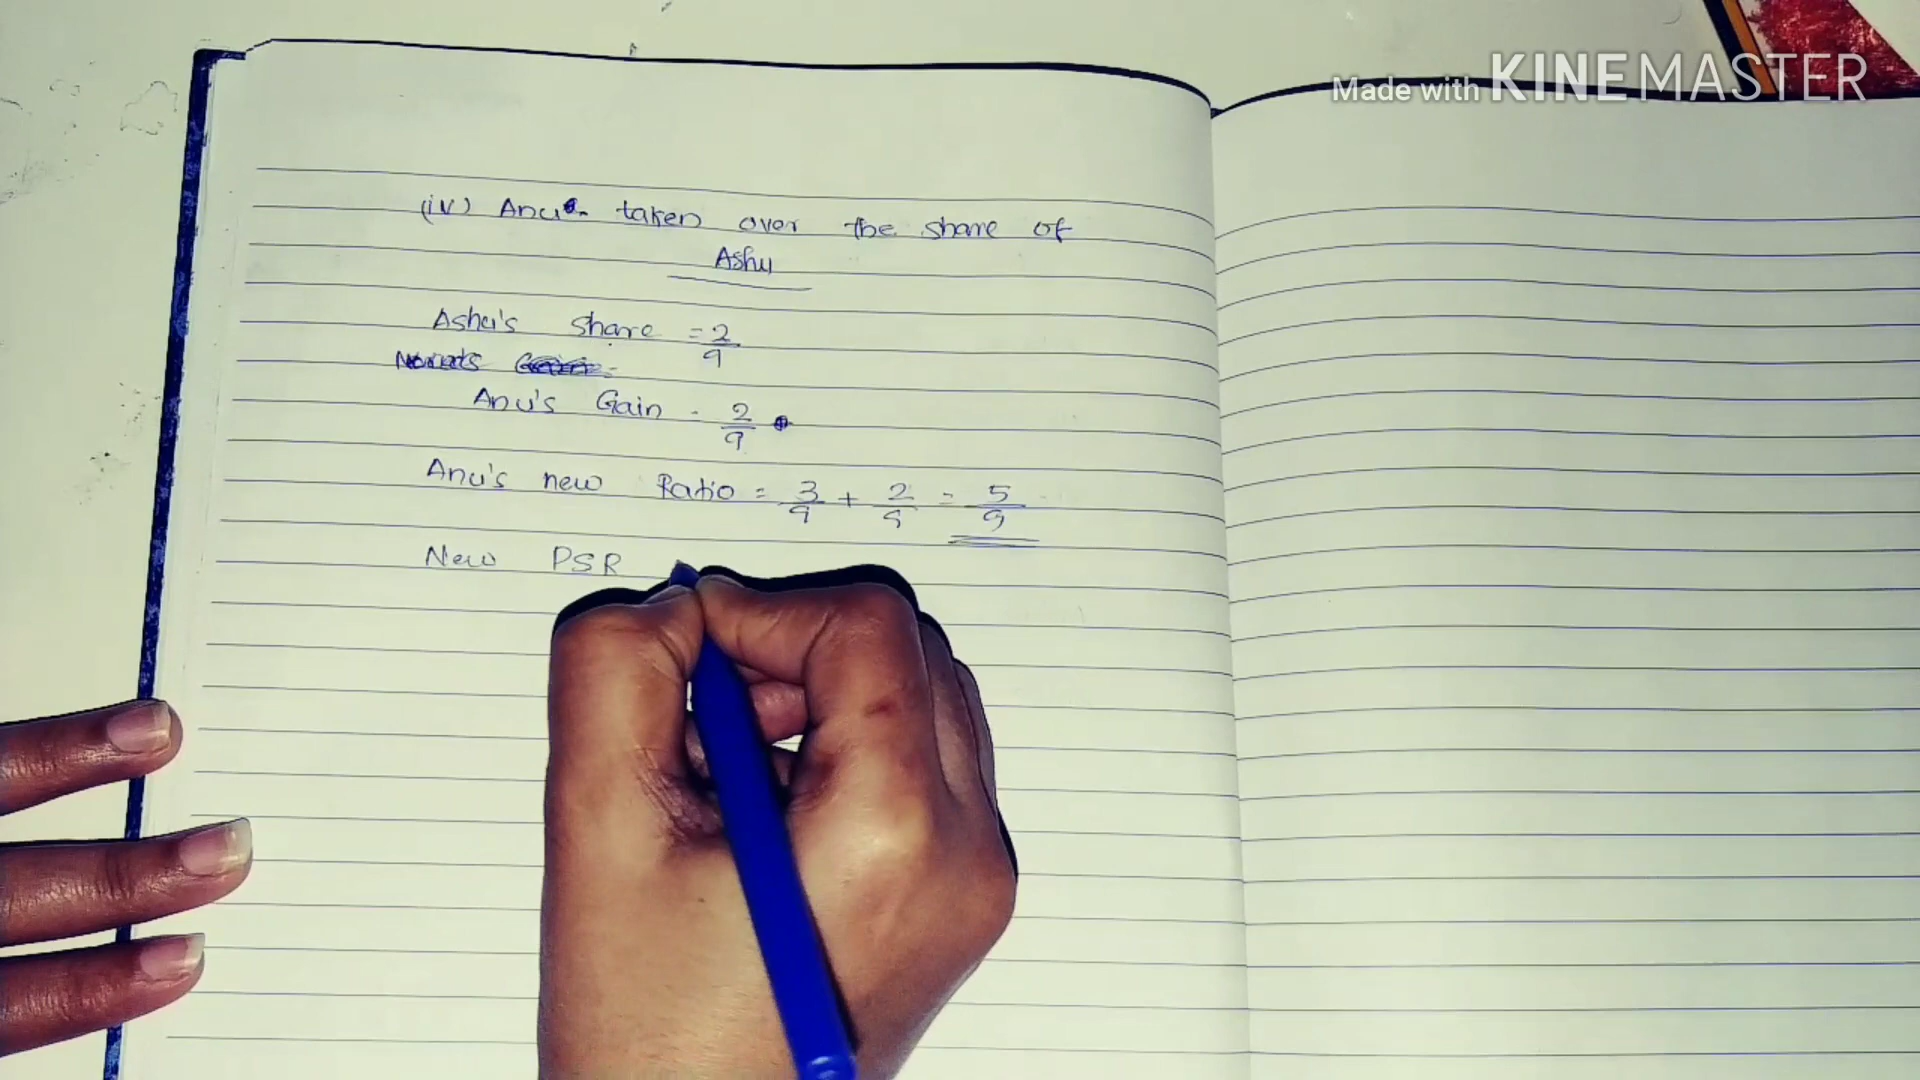 Made with KINEMASTER
(iv) Anu taken over the share of
Ashu
Ashu's share = 2/9
Anu's Gain - 2/9
Anu's new Ratio = 3/9 + 2/9 = 5/9
New PSR